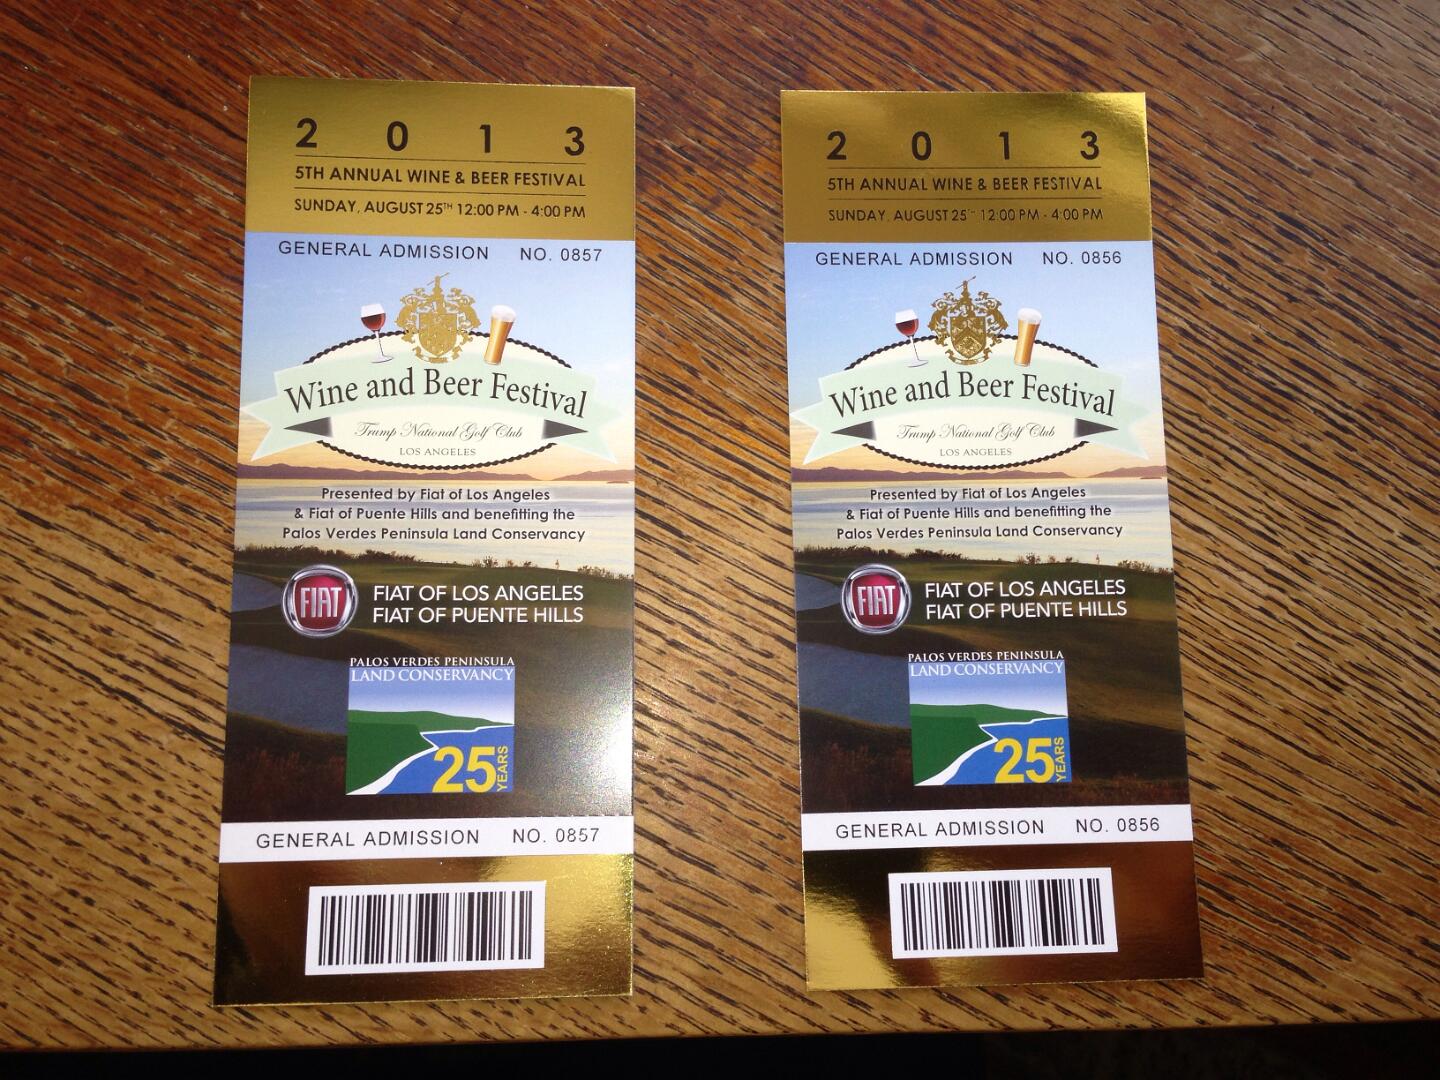 2 0 1 3
5TH ANNUAL WINE & BEER FESTIVAL
SUNDAY, AUGUST 25TH 12:00 PM - 4:00 PM
GENERAL ADMISSION NO. 0857
Wine and Beer Festival
Trump National Golf Club
LOS ANGELES
Presented by Fiat of Los Angeles
& Fiat of Puente Hills and benefitting the
Palos Verdes Peninsula Land Conservancy
FIAT
FIAT OF LOS ANGELES
FIAT OF PUENTE HILLS
PALOS VERDES PENINSULA
LAND CONSERVANCY
25 YEARS
GENERAL ADMISSION NO. 0857
2 0 1 3
5TH ANNUAL WINE & BEER FESTIVAL
SUNDAY, AUGUST 25TH 12:00 PM - 4:00 PM
GENERAL ADMISSION NO. 0856
Wine and Beer Festival
Trump National Golf Club
LOS ANGELES
Presented by Fiat of Los Angeles
& Fiat of Puente Hills and benefitting the
Palos Verdes Peninsula Land Conservancy
FIAT
FIAT OF LOS ANGELES
FIAT OF PUENTE HILLS
PALOS VERDES PENINSULA
LAND CONSERVANCY
25 YEARS
GENERAL ADMISSION NO. 0856